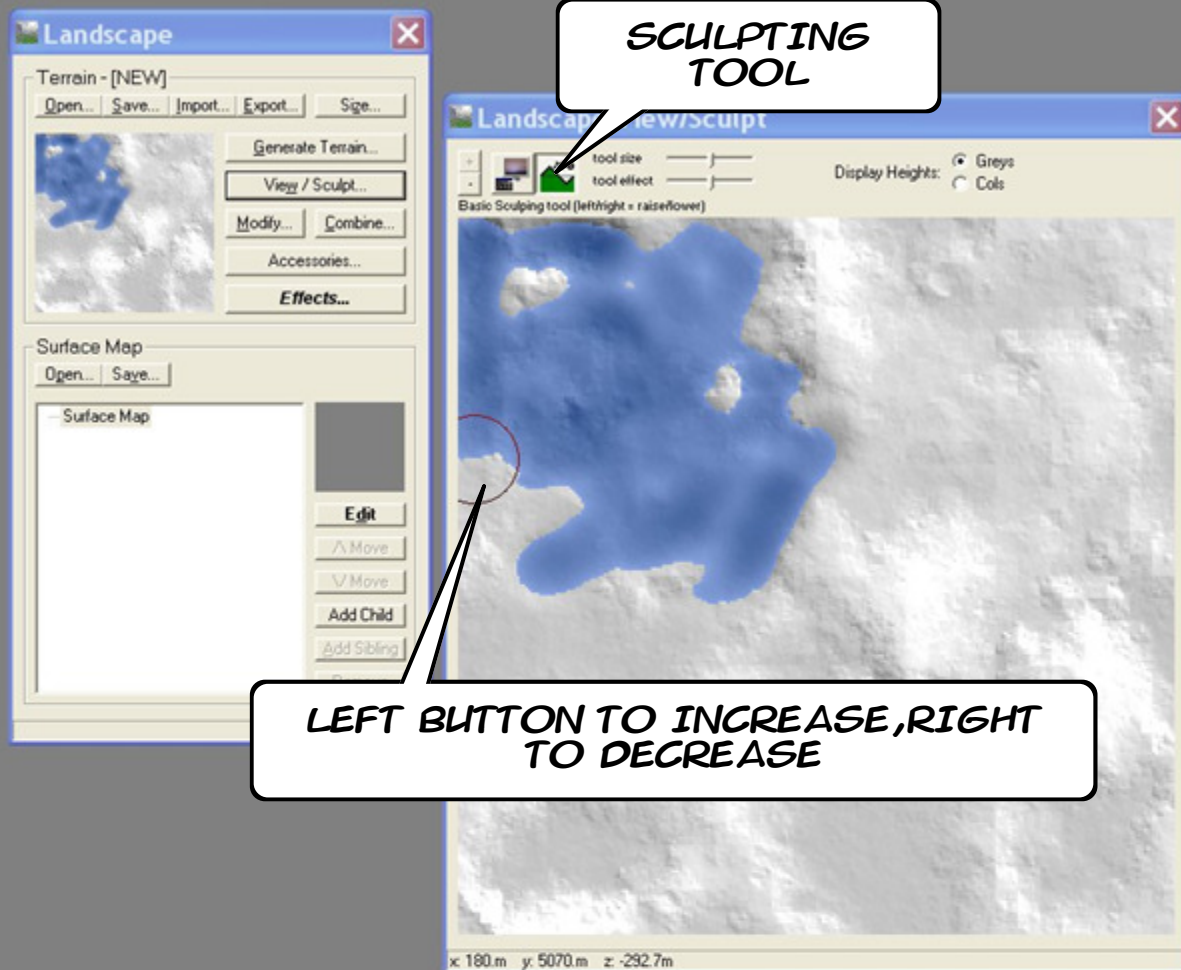 Landscape
Terrain - [NEW]
Open... Save... Import... Export... Size...
Generate Terrain...
View / Sculpt...
Modify... Combine...
Accessories...
Effects...
Surface Map
Open... Save...
Surface Map
Edit
/\ Move
\/ Move
Add Child
Add Sibling
SCULPTING
TOOL
Landscape View/Sculpt
+
-
tool size
tool effect
Display Heights:
Greys
Cols
Basic Sculping tool (left/right = raise/lower)
LEFT BUTTON TO INCREASE,RIGHT
TO DECREASE
x: 180.m y: 5070.m z: -292.7m